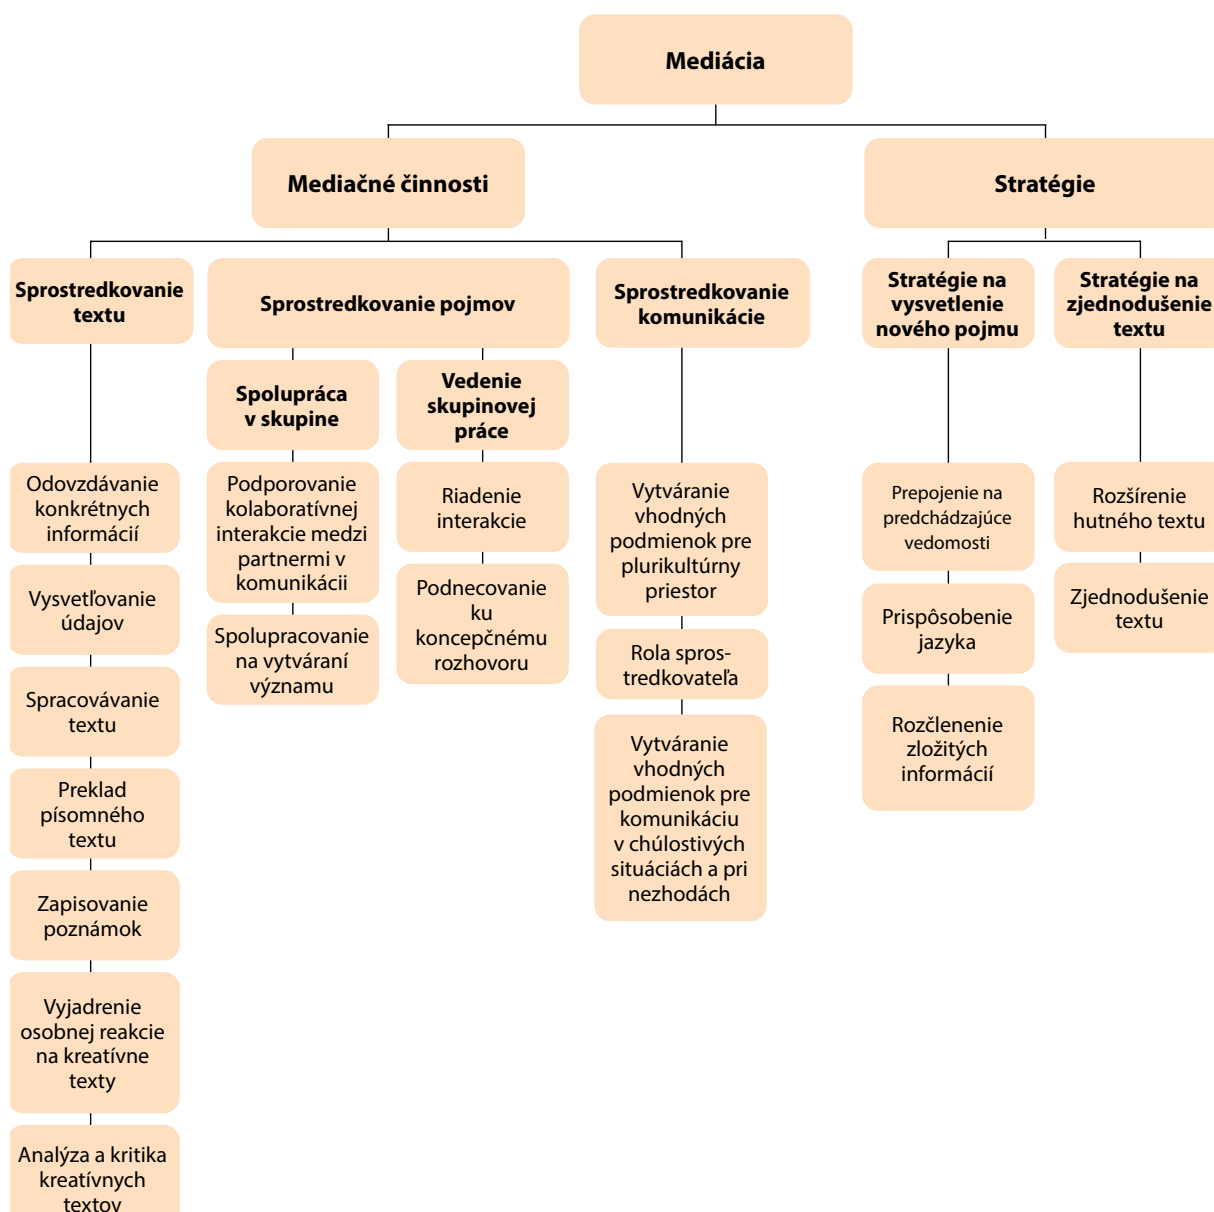 Mediácia
Mediačné činnosti
Stratégie
Sprostredkovanie
textu
Sprostredkovanie pojmov
Sprostredkovanie
komunikácie
Stratégie na
vysvetlenie
nového pojmu
Stratégie na
zjednodušenie
textu
Spolupráca
v skupine
Vedenie
skupinovej
práce
Odovzdávanie
konkrétnych
informácií
Vysvetľovanie
údajov
Spracovávanie
textu
Preklad
písomného
textu
Zapisovanie
poznámok
Vyjadrenie
osobnej reakcie
na kreatívne
texty
Analýza a kritika
kreatívnych
textov
Podporovanie
kolaboratívnej
interakcie medzi
partnermi v
komunikácii
Spolupracovanie
na vytváraní
významu
Riadenie
interakcie
Podnecovanie
ku
koncepčnému
rozhovoru
Vytváranie
vhodných
podmienok pre
plurikultúrny
priestor
Rola spros-
tredkovateľa
Vytváranie
vhodných
podmienok pre
komunikáciu
v chúlostivých
situáciách a pri
nezhodách
Prepojenie na
predchádzajúce
vedomosti
Prispôsobenie
jazyka
Rozčlenenie
zložitých
informácií
Rozšírenie
hutného textu
Zjednodušenie
textu